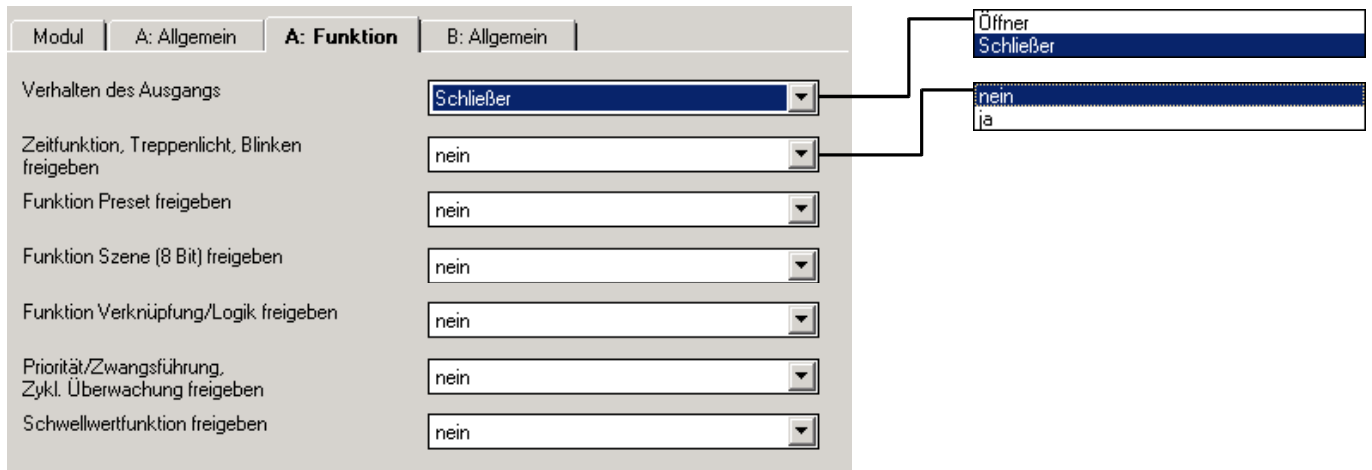 Modul
A: Allgemein
A: Funktion
B: Allgemein
Verhalten des Ausgangs
Schließer
Öffner
Schließer
Zeitfunktion, Treppenlicht, Blinken
freigeben
nein
nein
ja
Funktion Preset freigeben
nein
Funktion Szene (8 Bit) freigeben
nein
Funktion Verknüpfung/Logik freigeben
nein
Priorität/Zwangsführung,
Zykl. Überwachung freigeben
nein
Schwellwertfunktion freigeben
nein